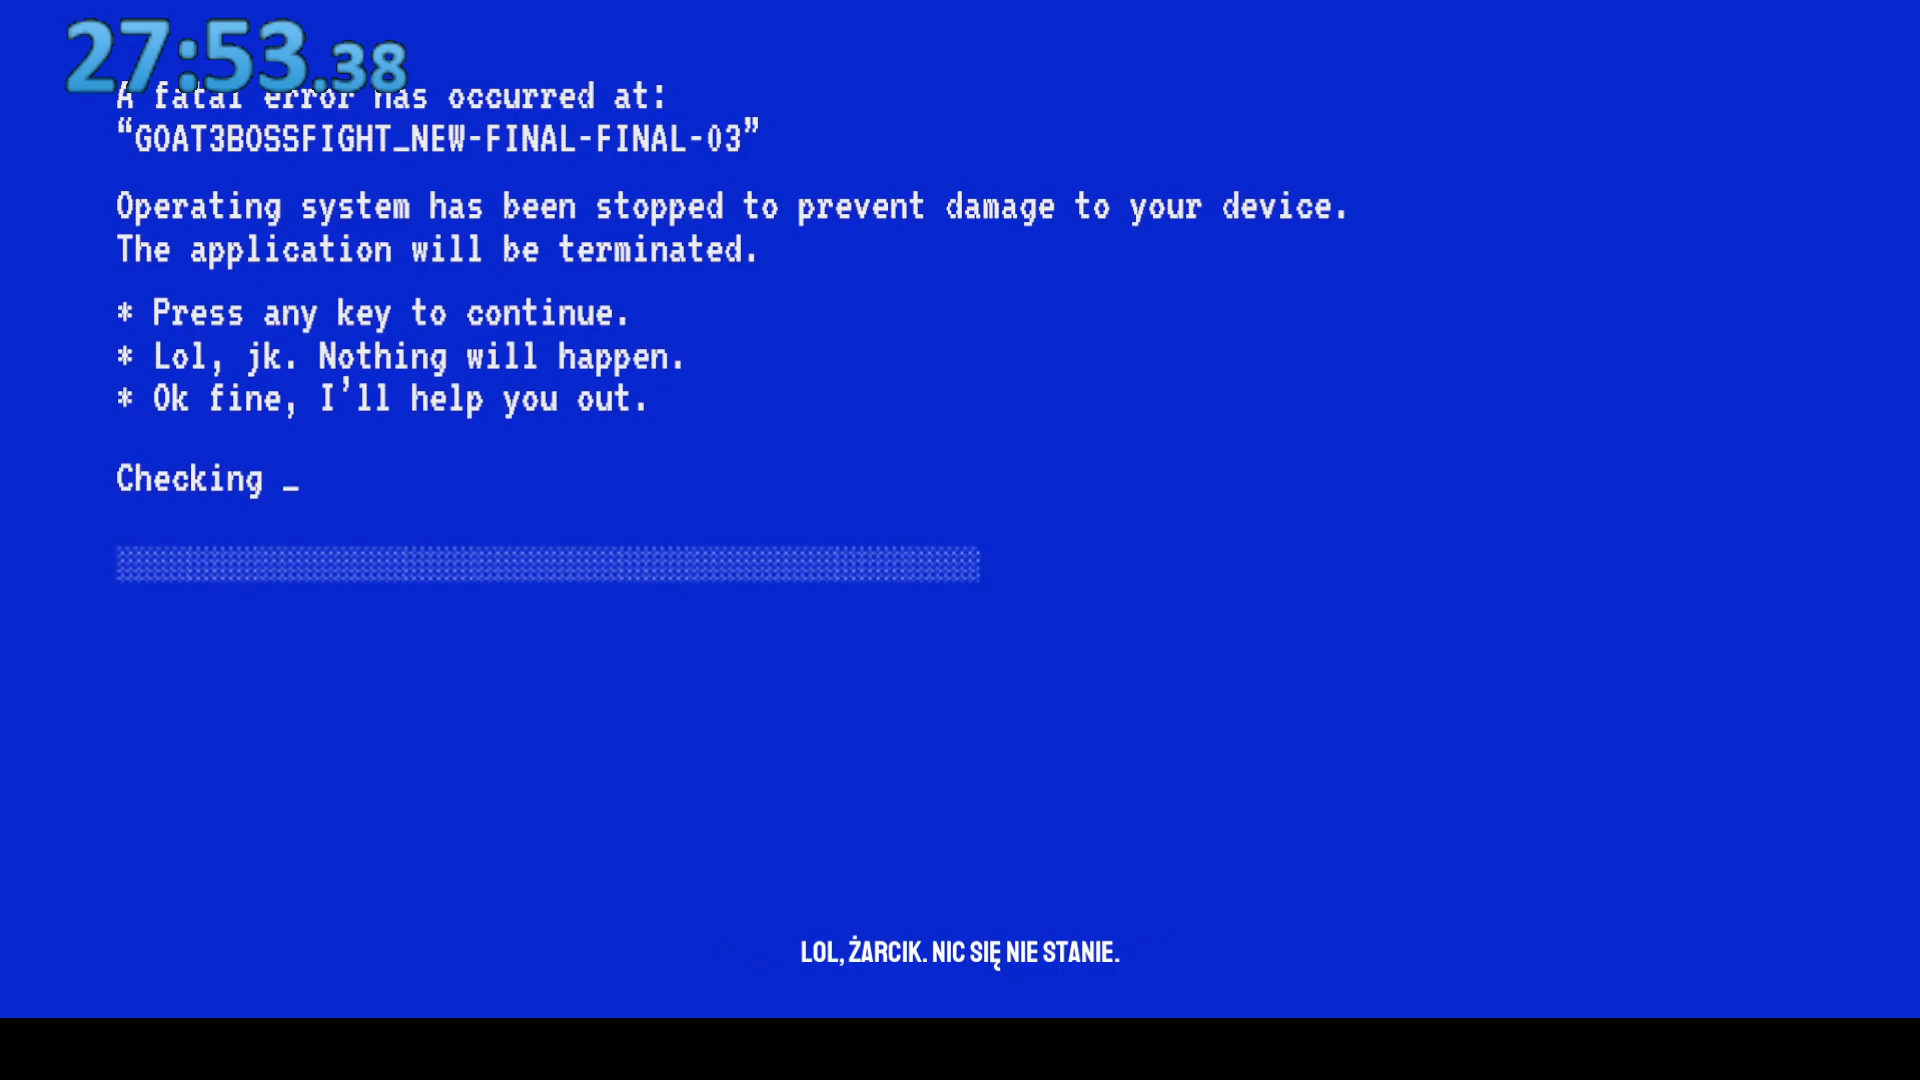 27:53.38
A fatal error has occurred at:
“GOAT3BOSSFIGHT_NEW-FINAL-FINAL-03”
Operating system has been stopped to prevent damage to your device.
The application will be terminated.
* Press any key to continue.
* Lol, jk. Nothing will happen.
* Ok fine, I’ll help you out.
Checking _
LOL, ŻARCIK. NIC SIĘ NIE STANIE.